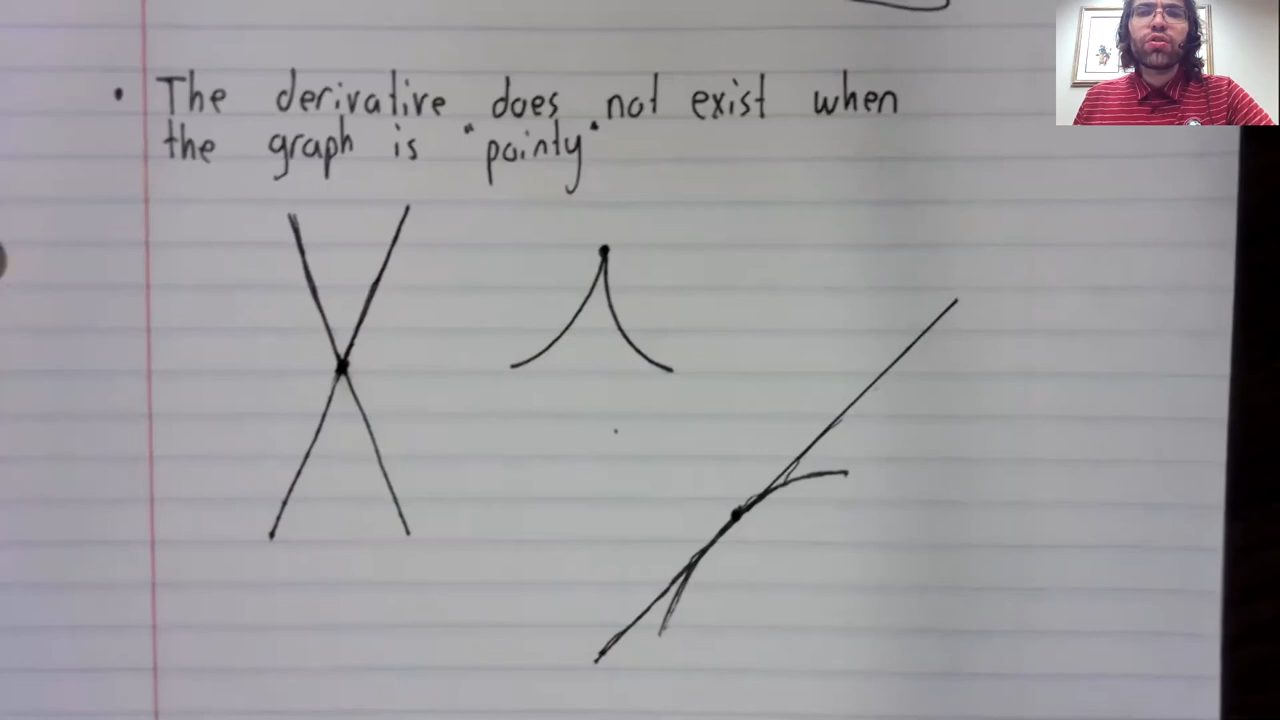 • The derivative does not exist when
the graph is "pointy"